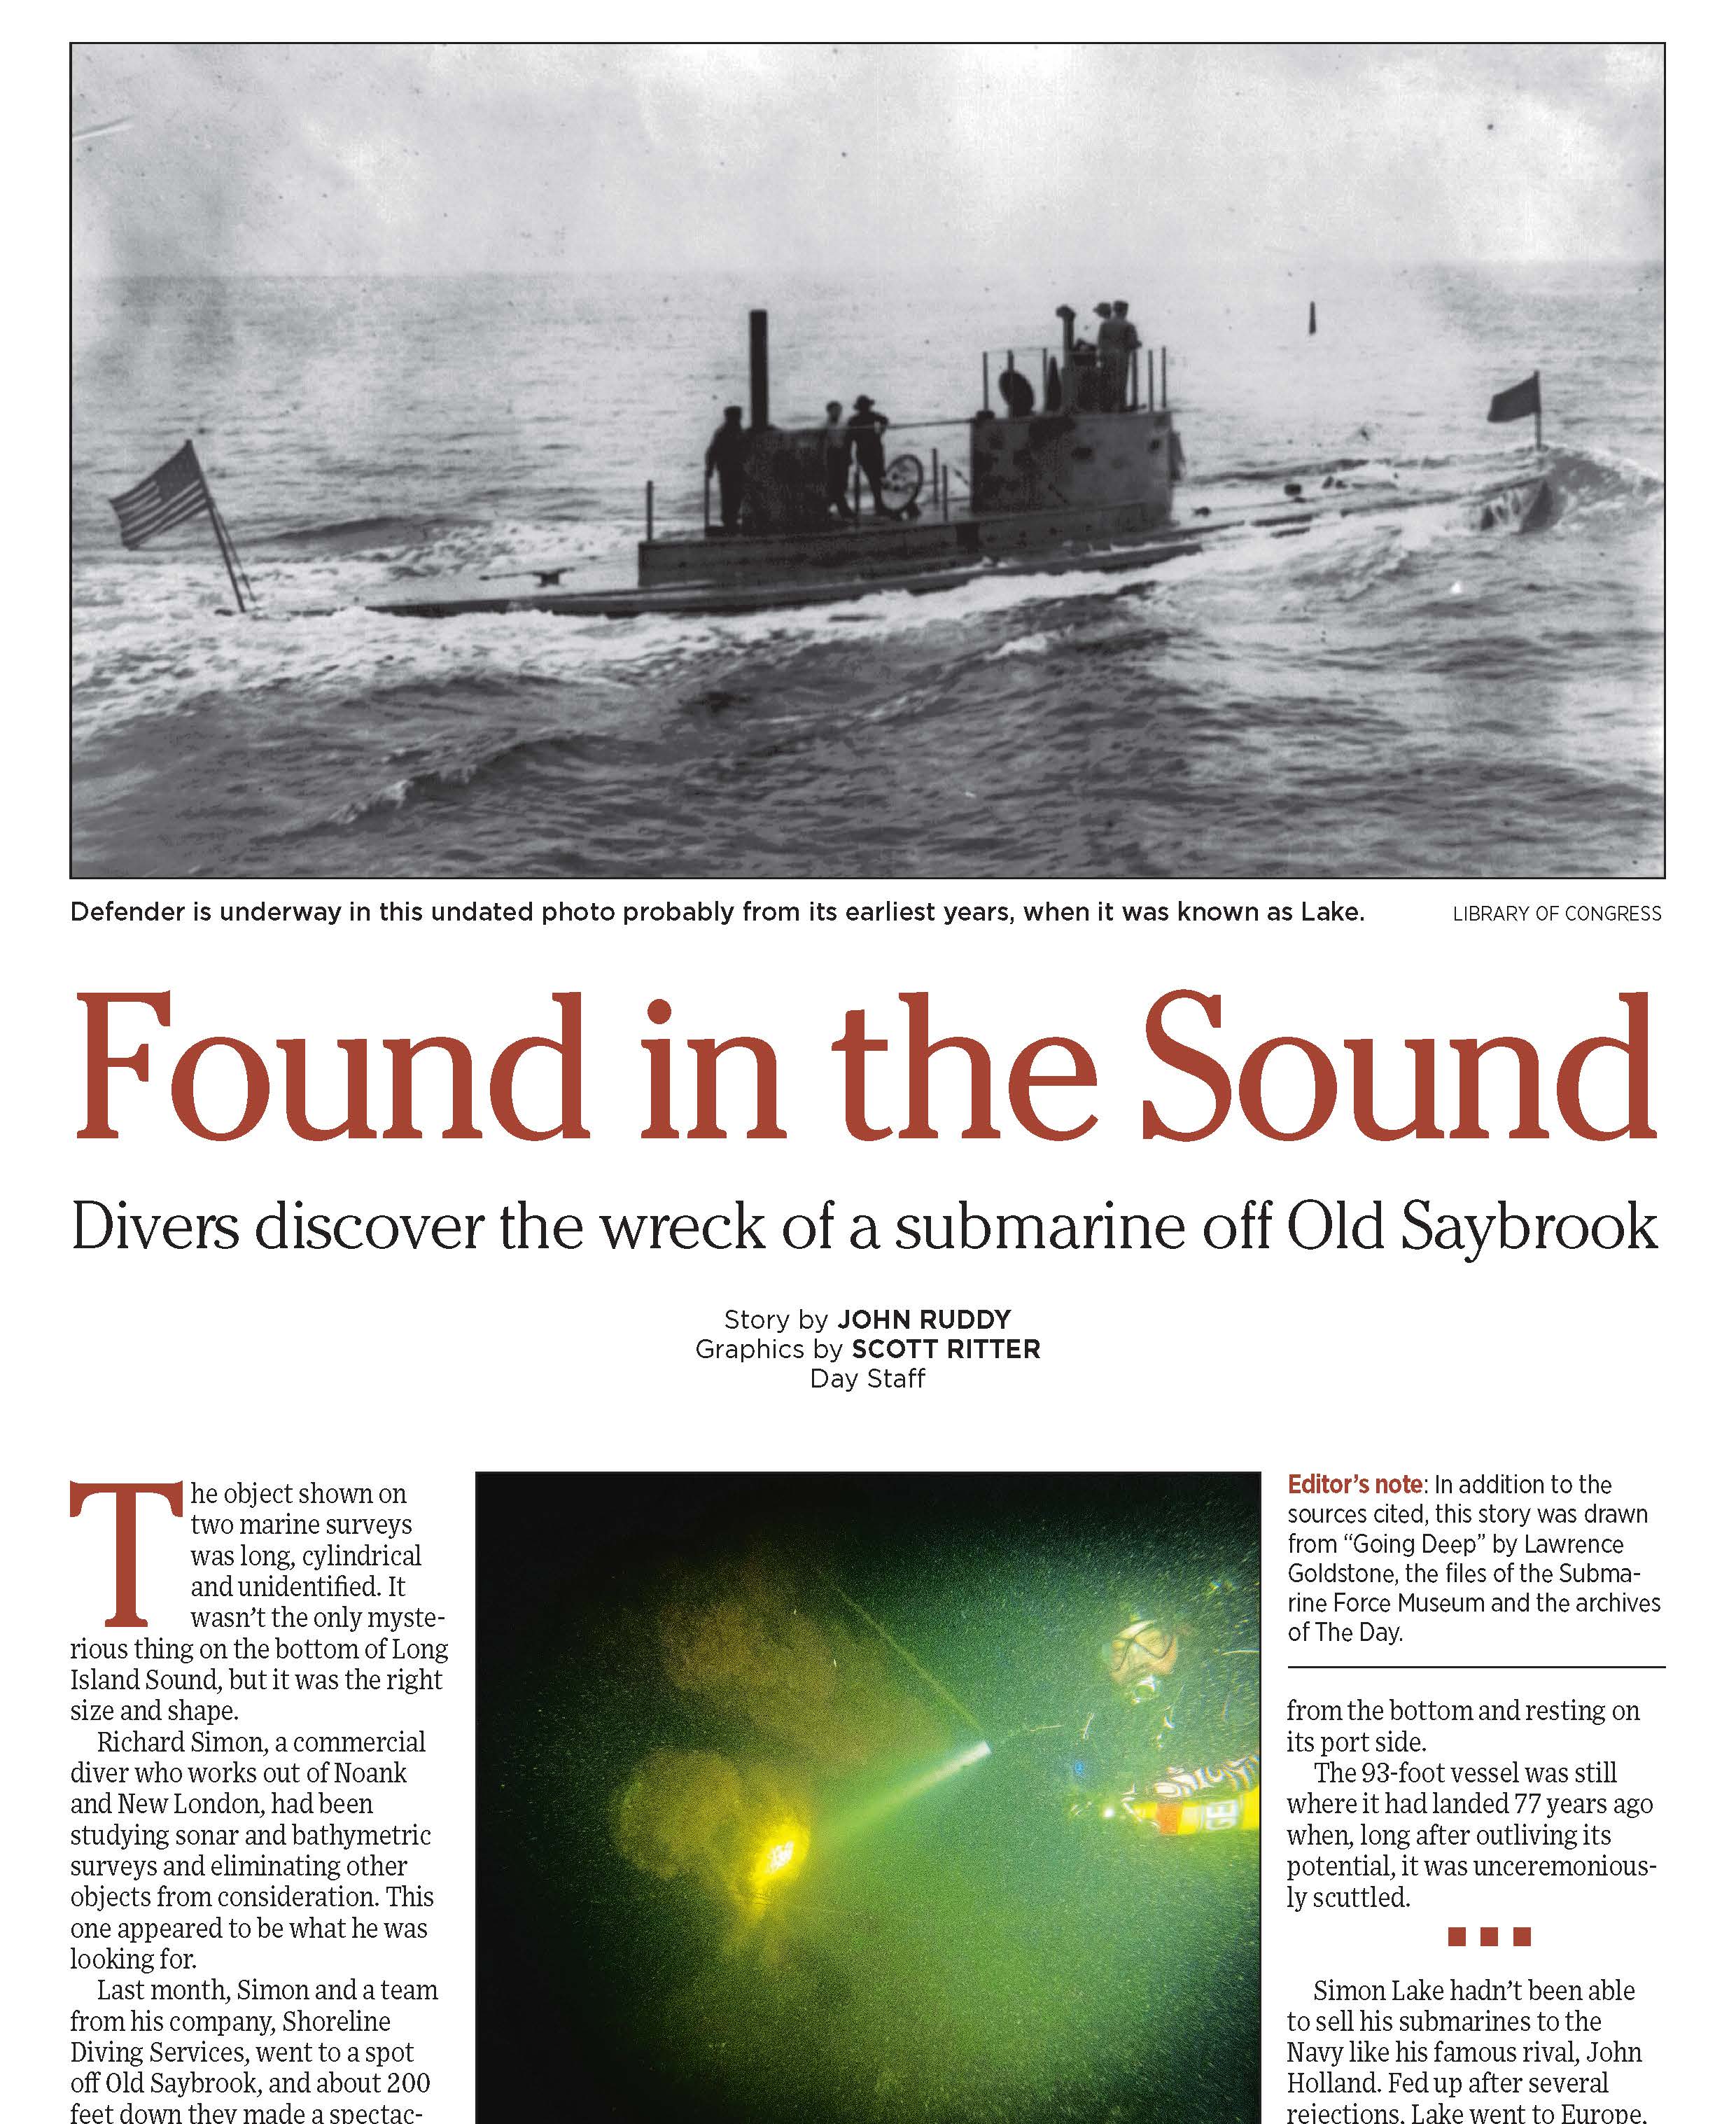 Defender is underway in this undated photo probably from its earliest years, when it was known as Lake.
LIBRARY OF CONGRESS
Found in the Sound
Divers discover the wreck of a submarine off Old Saybrook
Story by JOHN RUDDY
Graphics by SCOTT RITTER
Day Staff
The object shown on
two marine surveys
was long, cylindrical
and unidentified. It
wasn’t the only myste-
rious thing on the bottom of Long
Island Sound, but it was the right
size and shape.
Richard Simon, a commercial
diver who works out of Noank
and New London, had been
studying sonar and bathymetric
surveys and eliminating other
objects from consideration. This
one appeared to be what he was
looking for.
Last month, Simon and a team
from his company, Shoreline
Diving Services, went to a spot
off Old Saybrook, and about 200
feet down they made a spectac-
Editor’s note: In addition to the
sources cited, this story was drawn
from “Going Deep” by Lawrence
Goldstone, the files of the Subma-
rine Force Museum and the archives
of The Day.
from the bottom and resting on
its port side.
The 93-foot vessel was still
where it had landed 77 years ago
when, long after outliving its
potential, it was unceremonious-
ly scuttled.
Simon Lake hadn’t been able
to sell his submarines to the
Navy like his famous rival, John
Holland. Fed up after several
rejections, Lake went to Europe,